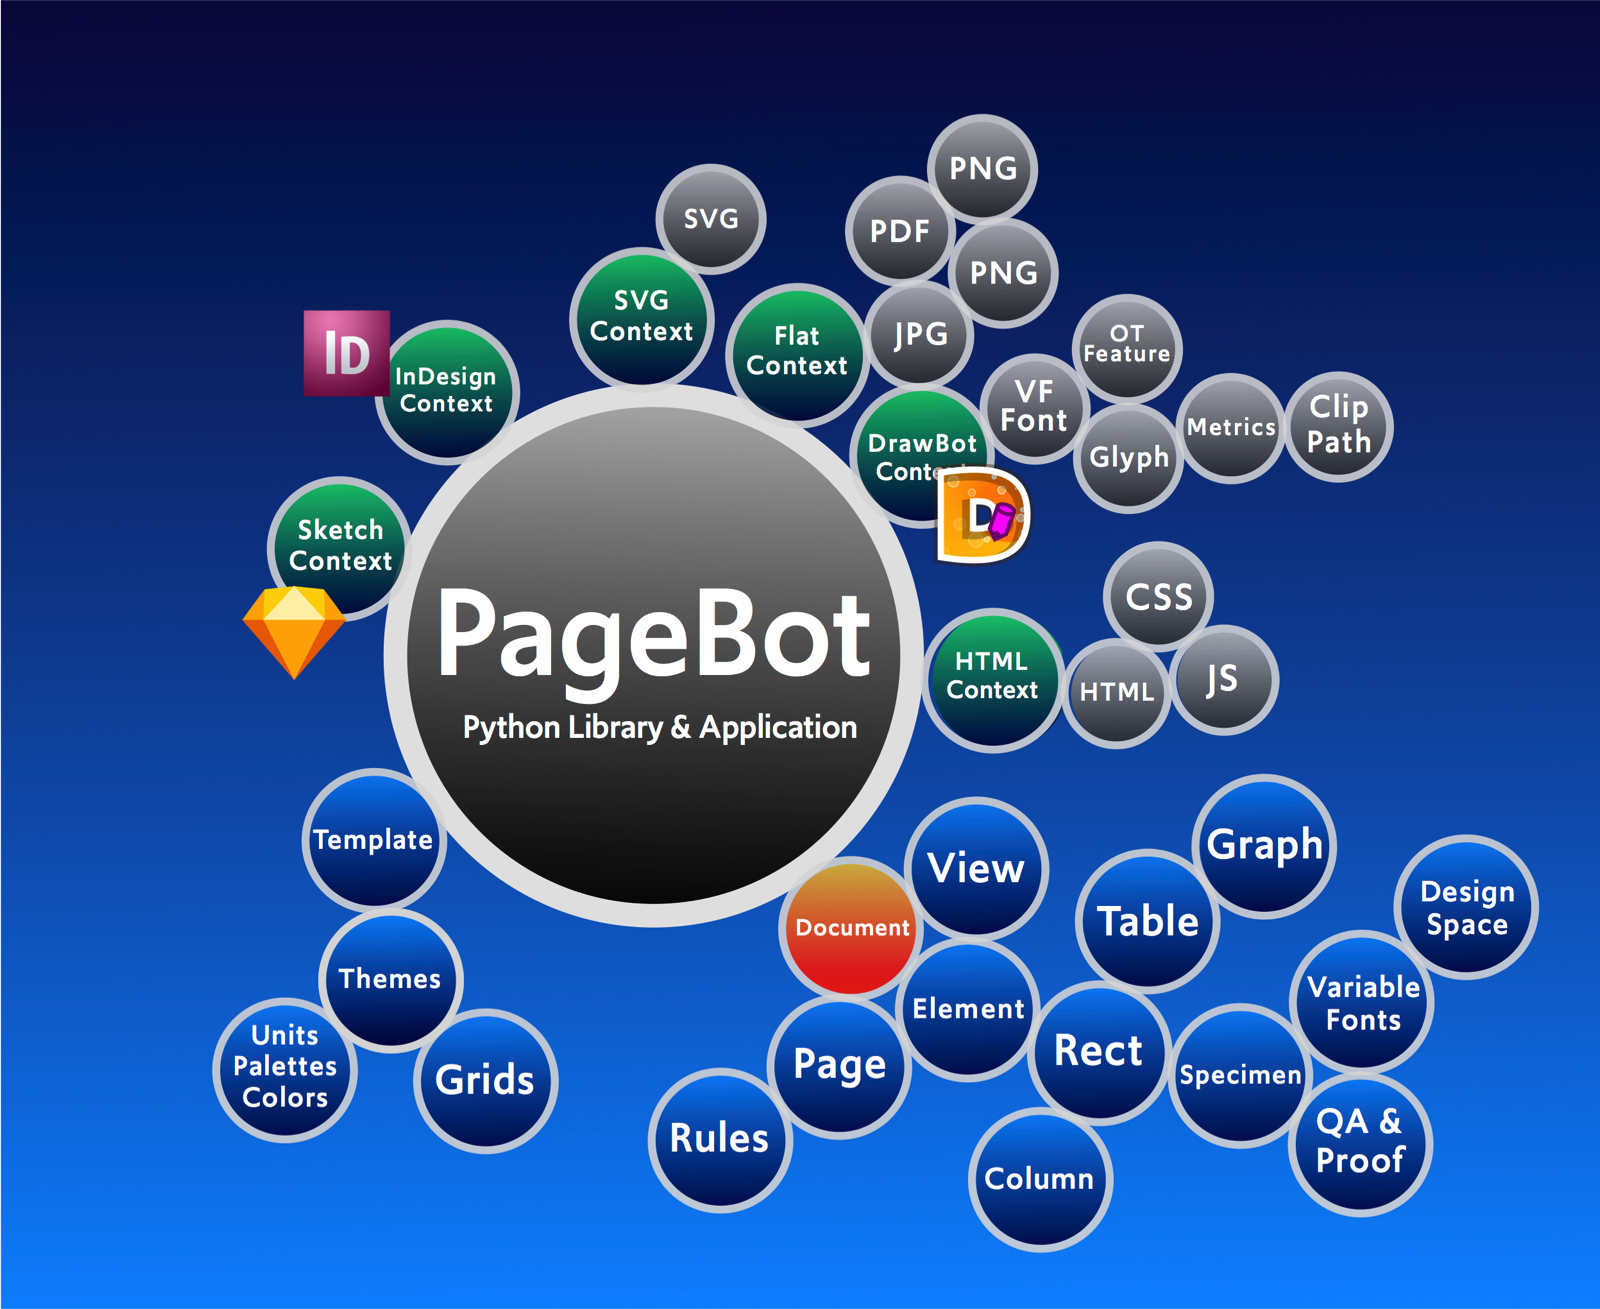 PNG
SVG
PDF
PNG
SVG
Context
Flat
Context
JPG
OT
Feature
ID
InDesign
Context
VF
Font
Clip
Path
Metrics
DrawBot
Context
Glyph
D
Sketch
Context
CSS
PageBot
Python Library & Application
HTML
Context
HTML
JS
Template
View
Graph
Table
Design
Space
Document
Themes
Element
Variable
Fonts
Units
Palettes
Colors
Grids
Page
Rect
Specimen
Rules
QA &
Proof
Column